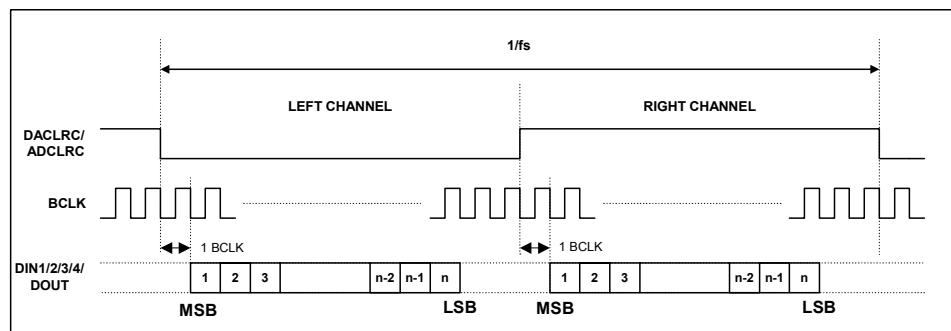 1/fs
LEFT CHANNEL
RIGHT CHANNEL
DACLRC/
ADCLRC
BCLK
1 BCLK
1 BCLK
DIN1/2/3/4/
DOUT
1 2 3 n-2 n-1 n
1 2 3 n-2 n-1 n
MSB
LSB
MSB
LSB